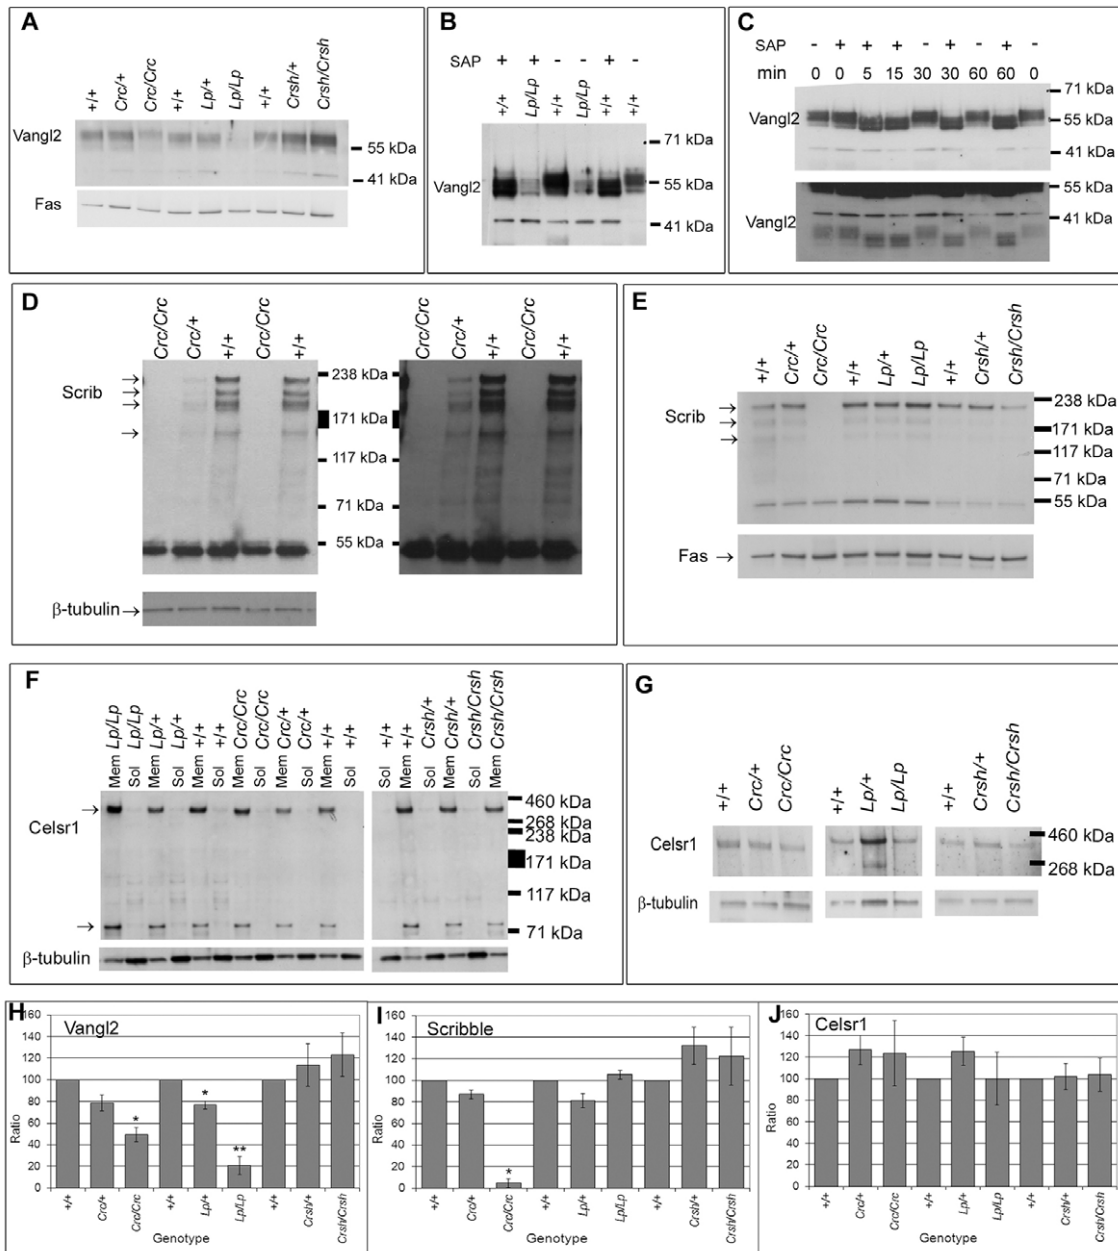 A
+/+ Crc/+ Crc/Crc +/+ Lp/+ Lp/Lp +/+ Crsh/+ Crsh/Crsh
Vangl2
55 kDa
41 kDa
Fas
B
SAP + + - - + -
+/+ Lp/Lp +/+ Lp/Lp +/+ +/+
71 kDa
Vangl2 55 kDa
41 kDa
C
SAP - + + + - + - + -
min 0 0 5 15 30 30 60 60 0
71 kDa
Vangl2 55 kDa
41 kDa
55 kDa
Vangl2 41 kDa
D
Crc/Crc Crc/+ +/+ Crc/Crc +/+ Crc/Crc Crc/+ +/+ Crc/Crc +/+
Scrib
238 kDa
171 kDa
117 kDa
71 kDa
55 kDa
β-tubulin→
E
+/+ Crc/+ Crc/Crc +/+ Lp/+ Lp/Lp +/+ Crsh/+ Crsh/Crsh
Scrib
238 kDa
171 kDa
117 kDa
71 kDa
55 kDa
Fas →
F
Mem Lp/Lp Sol Lp/Lp Mem Lp/+ Sol Lp/+ Mem +/+ Sol +/+ Mem Crc/Crc Sol Crc/Crc Mem Crc/+ Sol Crc/+ Mem +/+ Sol +/+ Sol +/+ Mem +/+ Sol Crsh/+ Mem Crsh/+ Sol Crsh/Crsh Mem Crsh/Crsh
Celsr1
460 kDa
268 kDa
238 kDa
171 kDa
117 kDa
71 kDa
β-tubulin
G
+/+ Crc/+ Crc/Crc +/+ Lp/+ Lp/Lp +/+ Crsh/+ Crsh/Crsh
Celsr1
460 kDa
268 kDa
β-tubulin
H
Vangl2
Ratio
160
140
120
100
80
60
40
20
0
* * **
+/+ Crc/+ Crc/Crc +/+ Lp/+ Lp/Lp +/+ Crsh/+ Crsh/Crsh
Genotype
I
Scribble
Ratio
160
140
120
100
80
60
40
20
0
*
+/+ Crc/+ Crc/Crc +/+ Lp/+ Lp/Lp +/+ Crsh/+ Crsh/Crsh
Genotype
J
Celsr1
Ratio
160
140
120
100
80
60
40
20
0
+/+ Crc/+ Crc/Crc +/+ Lp/+ Lp/Lp +/+ Crsh/+ Crsh/Crsh
Genotype